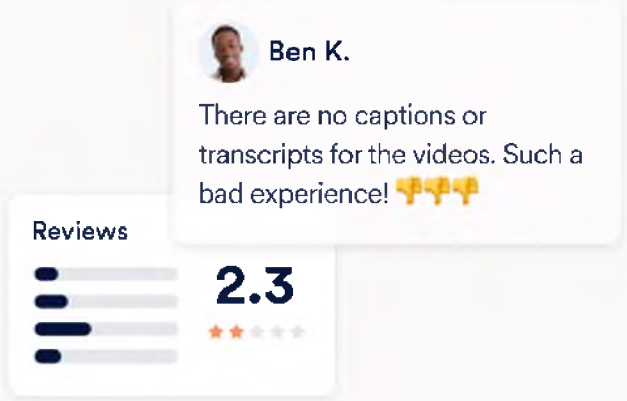 Ben K.
There are no captions or
transcripts for the videos. Such a
bad experience! 👎👎👎
Reviews
2.3